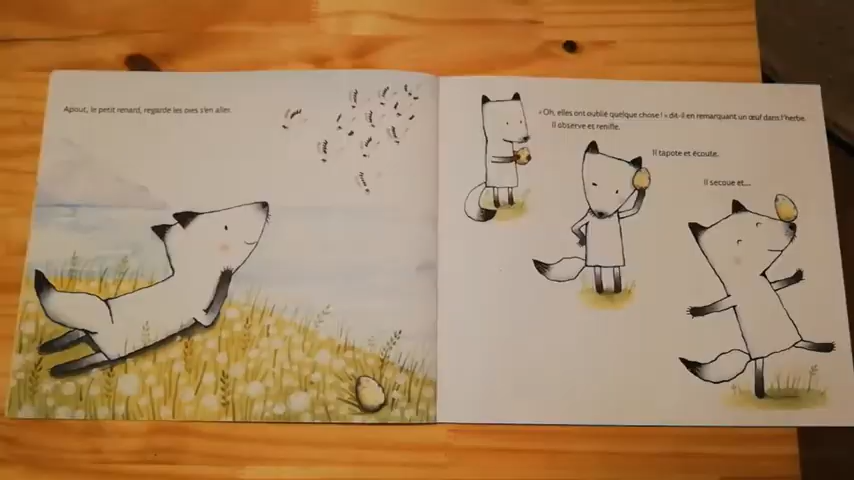 Apout, le petit renard, regarde les oies s'en aller.
« Oh, elles ont oublié quelque chose ! » dit-il en remarquant un œuf dans l'herbe.
Il observe et renifle.
Il tapote et écoute.
Il secoue et...